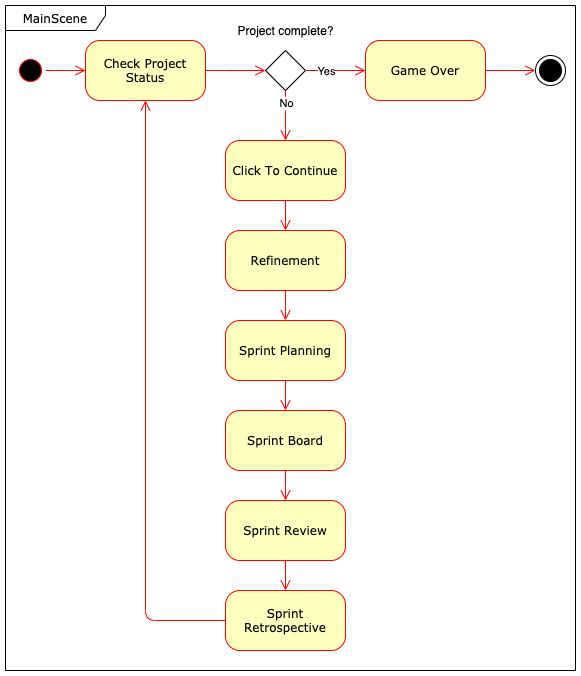 MainScene
Project complete?
Check Project
Status
Yes
Game Over
No
Click To Continue
Refinement
Sprint Planning
Sprint Board
Sprint Review
Sprint
Retrospective